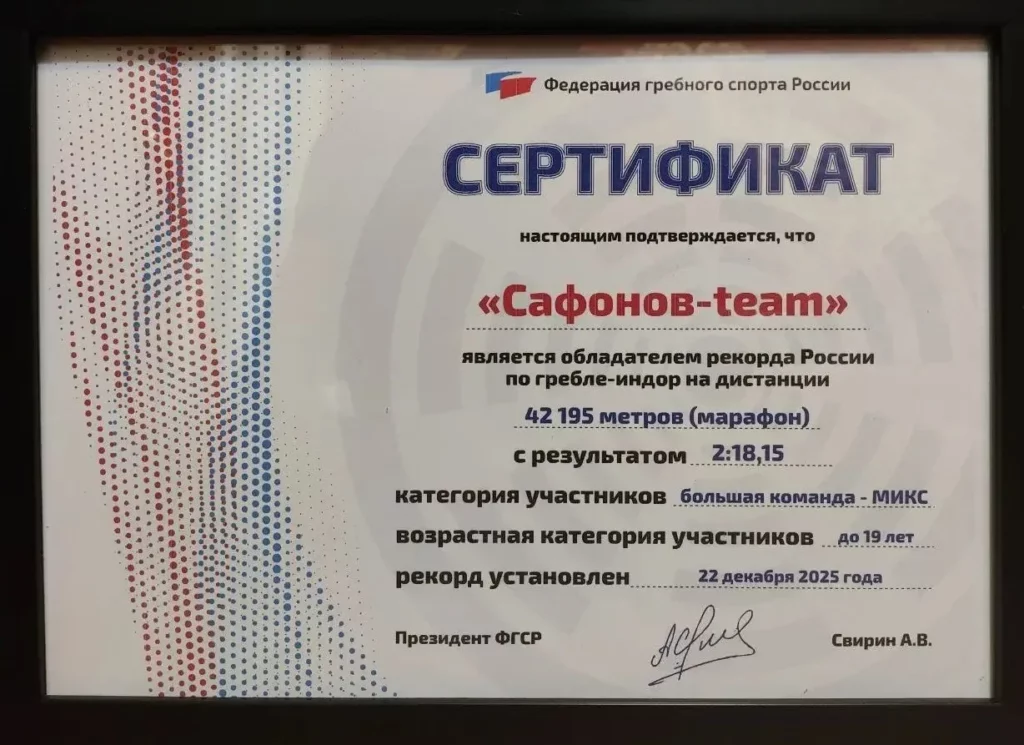 Федерация гребного спорта России
СЕРТИФИКАТ
настоящим подтверждается, что
«Сафонов-team»
является обладателем рекорда России
по гребле-индор на дистанции
42 195 метров (марафон)
с результатом 2:18,15
категория участников большая команда - МИКС
возрастная категория участников до 19 лет
рекорд установлен 22 декабря 2025 года
Президент ФГСР Свирин А.В.